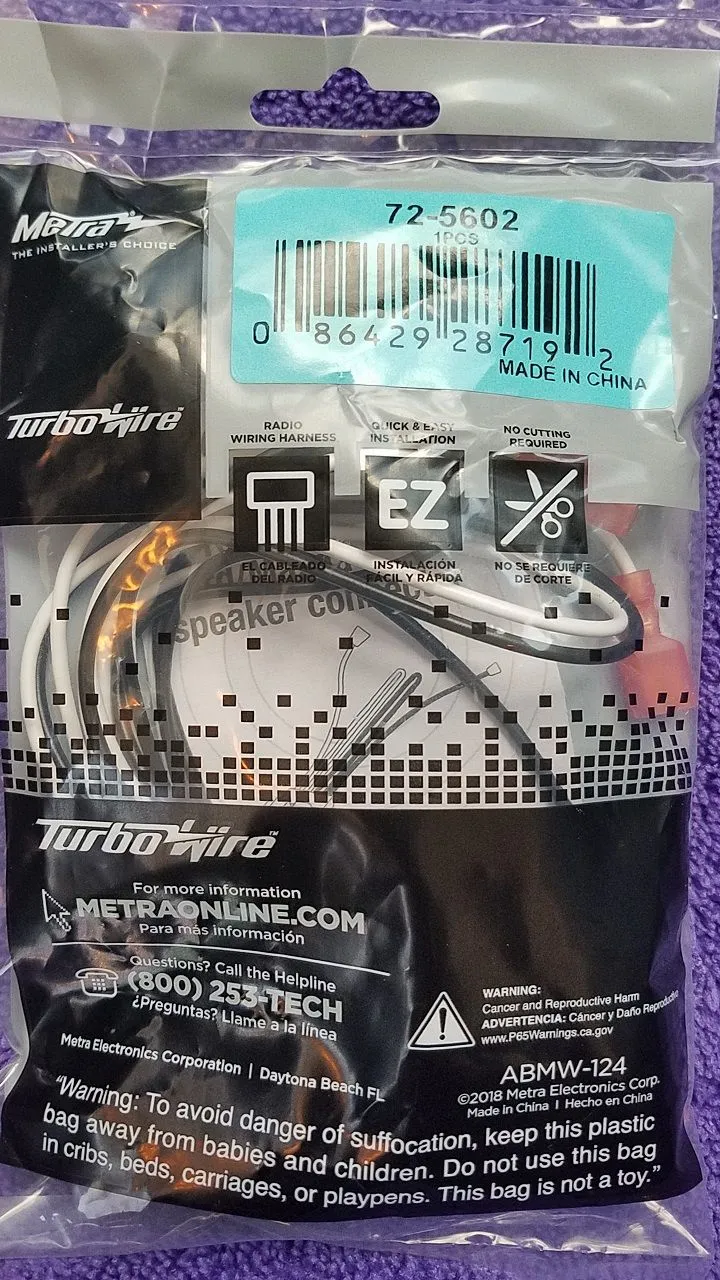 Metra
THE INSTALLER'S CHOICE
TurboWire
72-5602
1PCS
0 86429 28719 2
MADE IN CHINA
RADIO
WIRING HARNESS
EL CABLEADO
DEL RADIO
QUICK & EASY
INSTALLATION
EZ
INSTALACIÓN
FÁCIL Y RÁPIDA
NO CUTTING
REQUIRED
NO SE REQUIERE
DE CORTE
speaker connec
TurboWire™
For more information
METRAONLINE.COM
Para más información
Questions? Call the Helpline
(800) 253-TECH
¿Preguntas? Llame a la línea
Metra Electronics Corporation | Daytona Beach FL
WARNING:
Cancer and Reproductive Harm
ADVERTENCIA: Cáncer y Daño Reproductivo
www.P65Warnings.ca.gov
ABMW-124
©2018 Metra Electronics Corp.
Made in China | Hecho en China
"Warning: To avoid danger of suffocation, keep this plastic
bag away from babies and children. Do not use this bag
in cribs, beds, carriages, or playpens. This bag is not a toy."